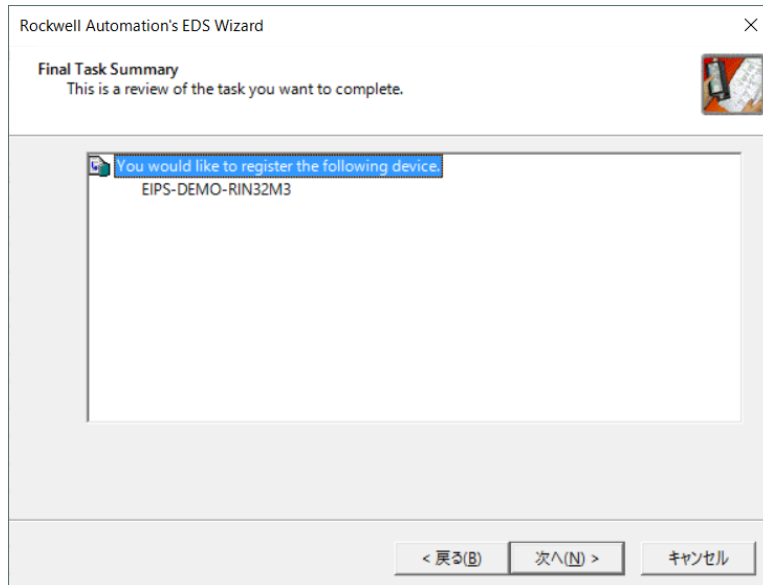 Rockwell Automation's EDS Wizard
Final Task Summary
This is a review of the task you want to complete.
You would like to register the following device.
EIPS-DEMO-RIN32M3
< 戻る(B)
次へ(N) >
キャンセル